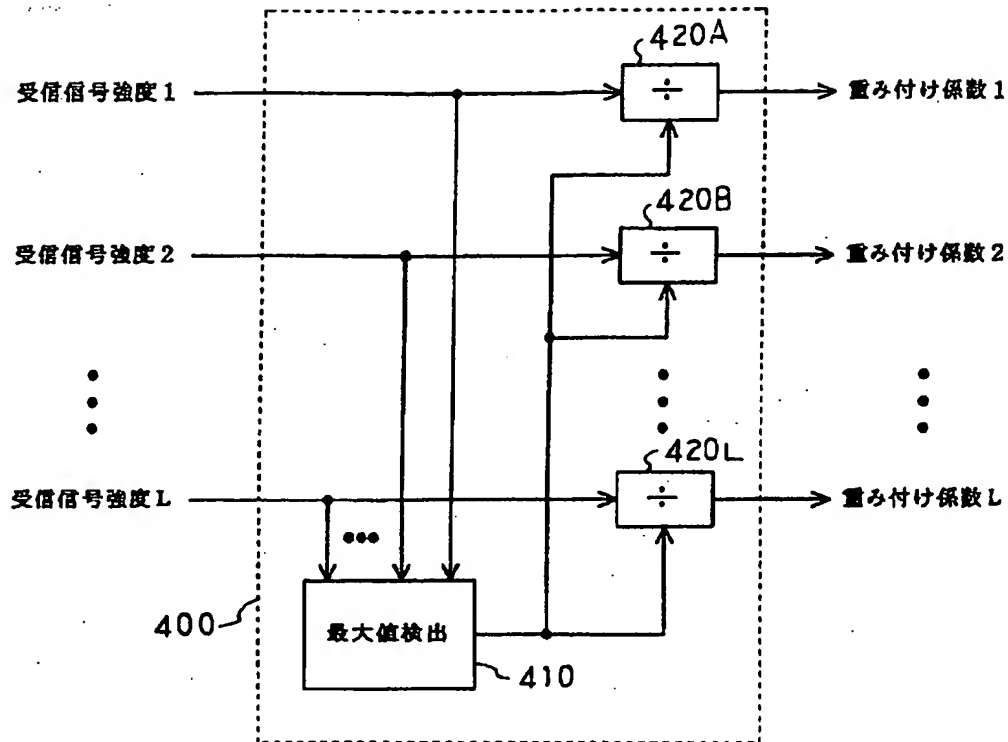 420A
受信信号強度1
÷
重み付け係数1
420B
受信信号強度2
÷
重み付け係数2
420L
受信信号強度L
÷
重み付け係数L
400
最大値検出
410